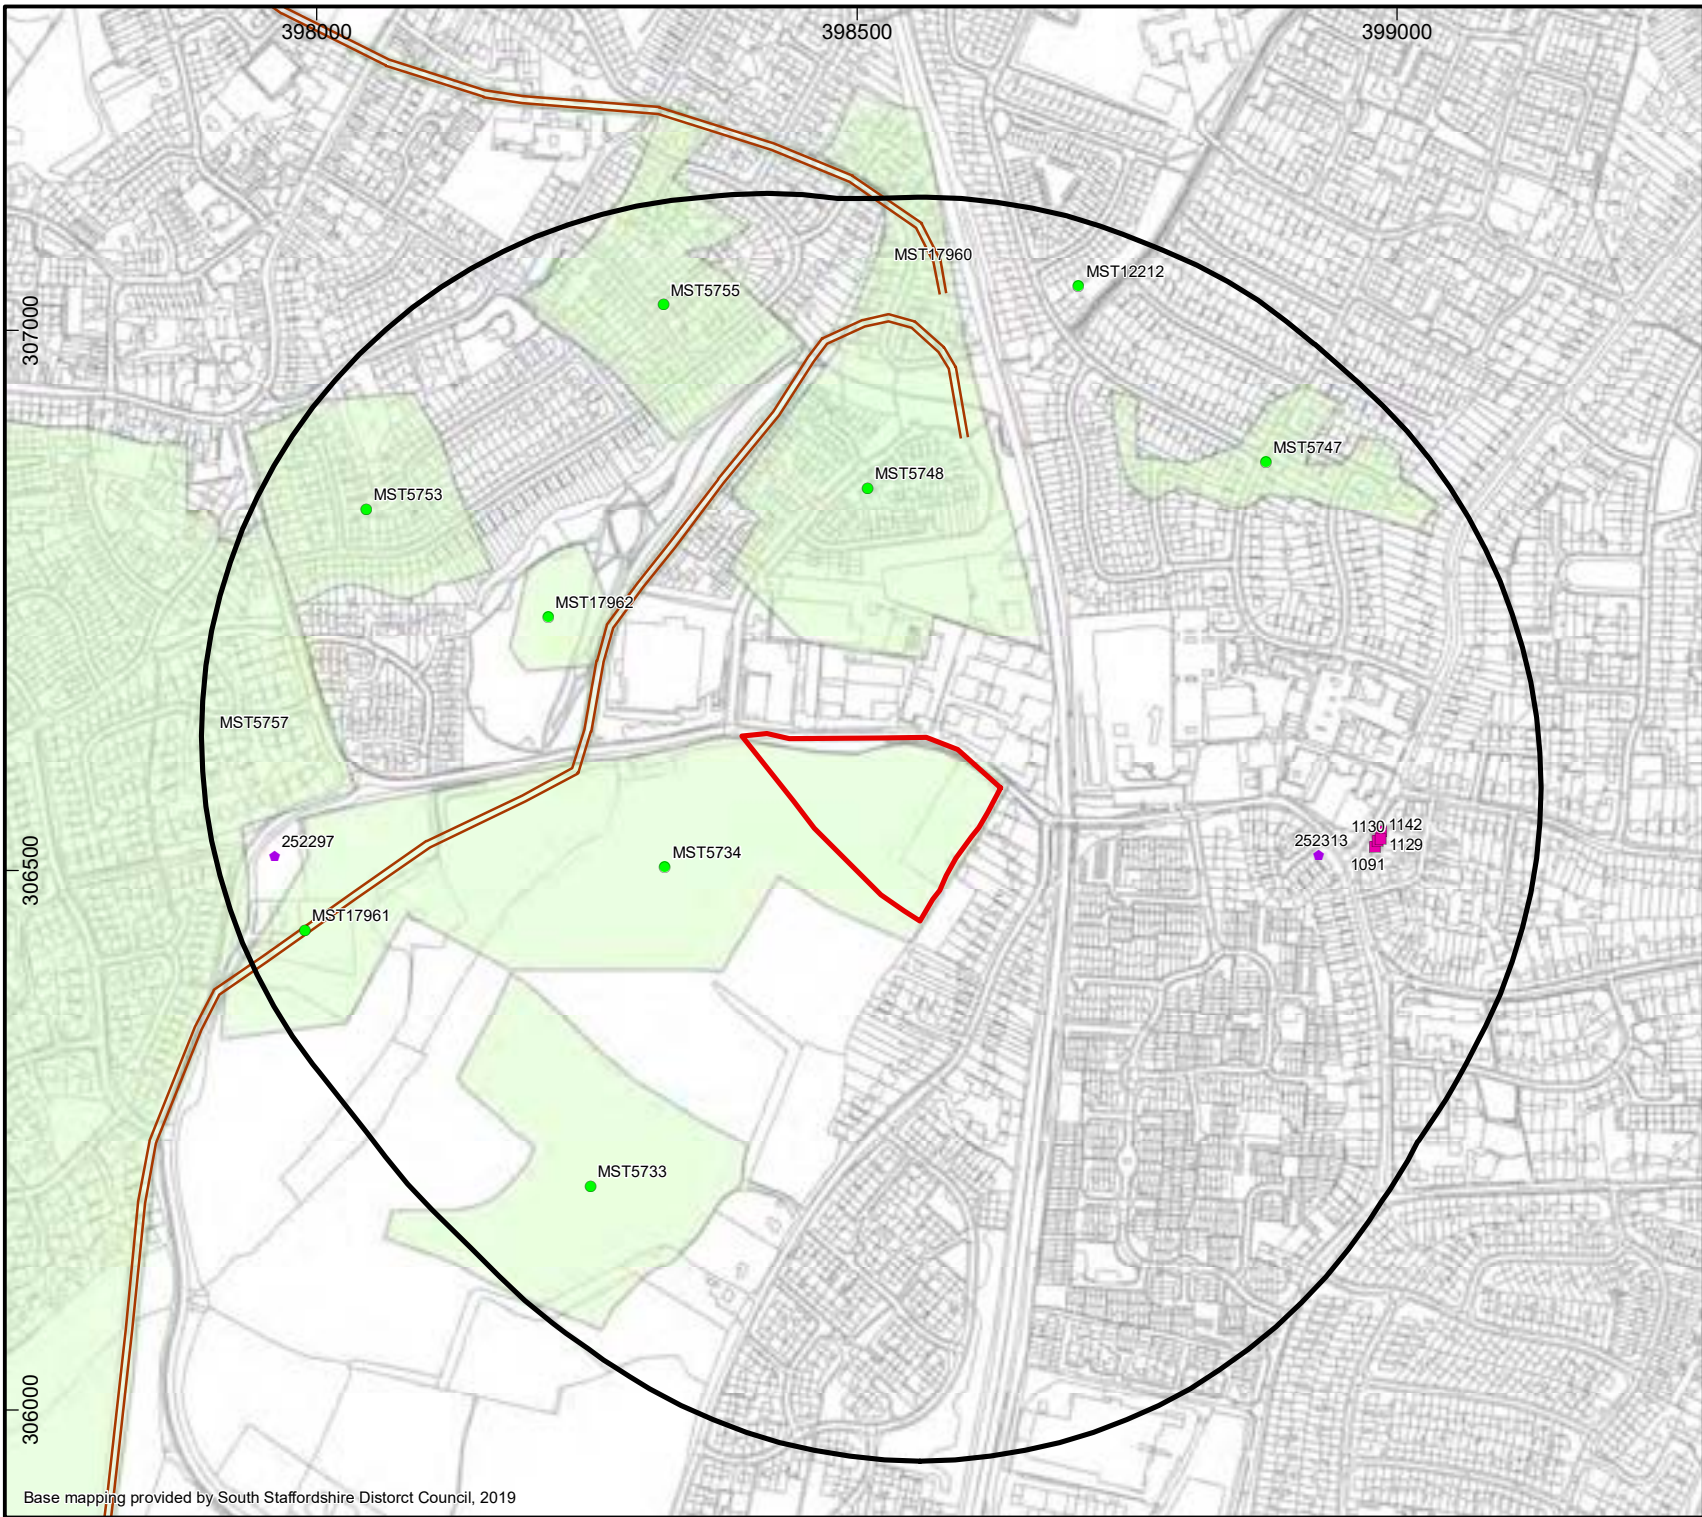 398000
398500
399000
MST17960
MST12212
MST5755
307000
MST5747
MST5748
MST5753
MST17962
MST5757
1130
1142
252313
1129
252297
MST5734
1091
306500
MST17961
MST5733
306000
Base mapping provided by South Staffordshire Distorct Council, 2019